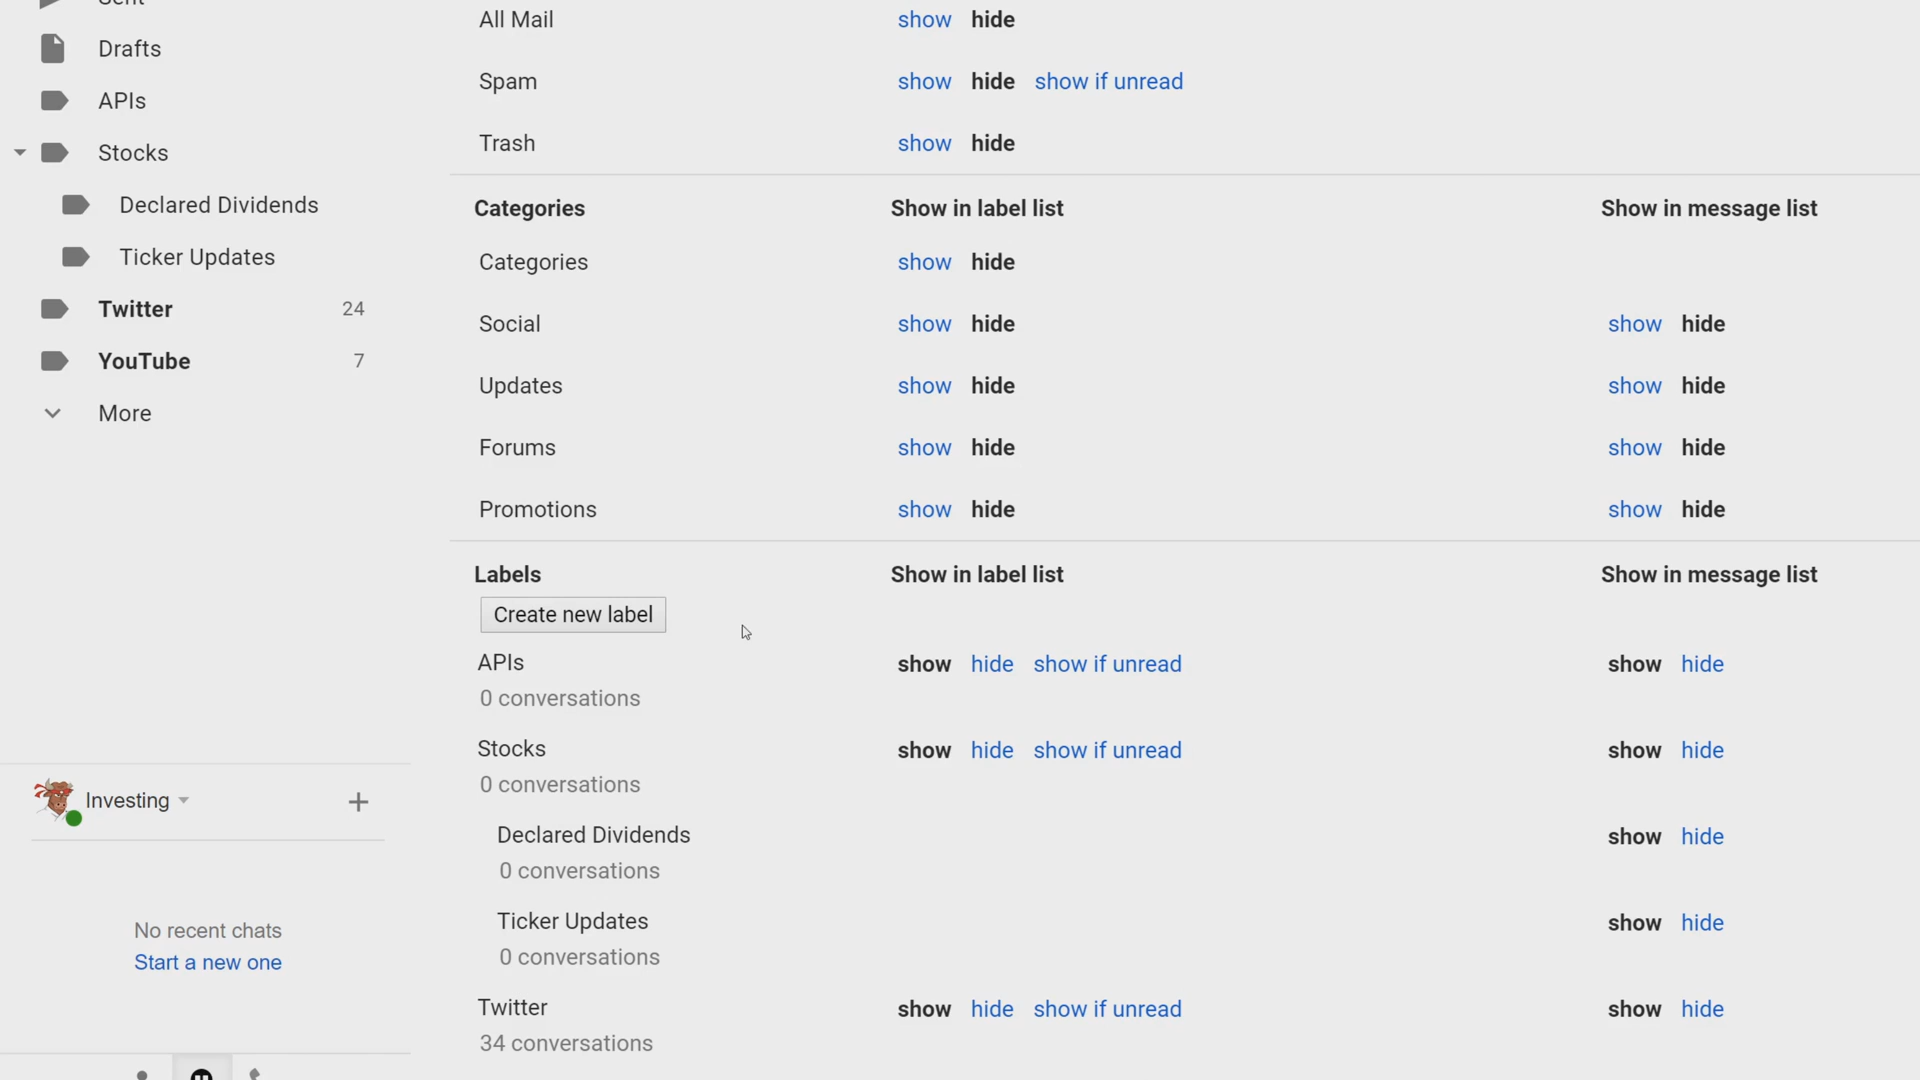 Sent
Drafts
APIs
Stocks
Declared Dividends
Ticker Updates
Twitter 24
YouTube 7
More
Investing
No recent chats
Start a new one
All Mail show hide
Spam show hide show if unread
Trash show hide
Categories Show in label list Show in message list
Categories show hide
Social show hide show hide
Updates show hide show hide
Forums show hide show hide
Promotions show hide show hide
Labels Show in label list Show in message list
Create new label
APIs show hide show if unread show hide
0 conversations
Stocks show hide show if unread show hide
0 conversations
Declared Dividends show hide
0 conversations
Ticker Updates show hide
0 conversations
Twitter show hide show if unread show hide
34 conversations